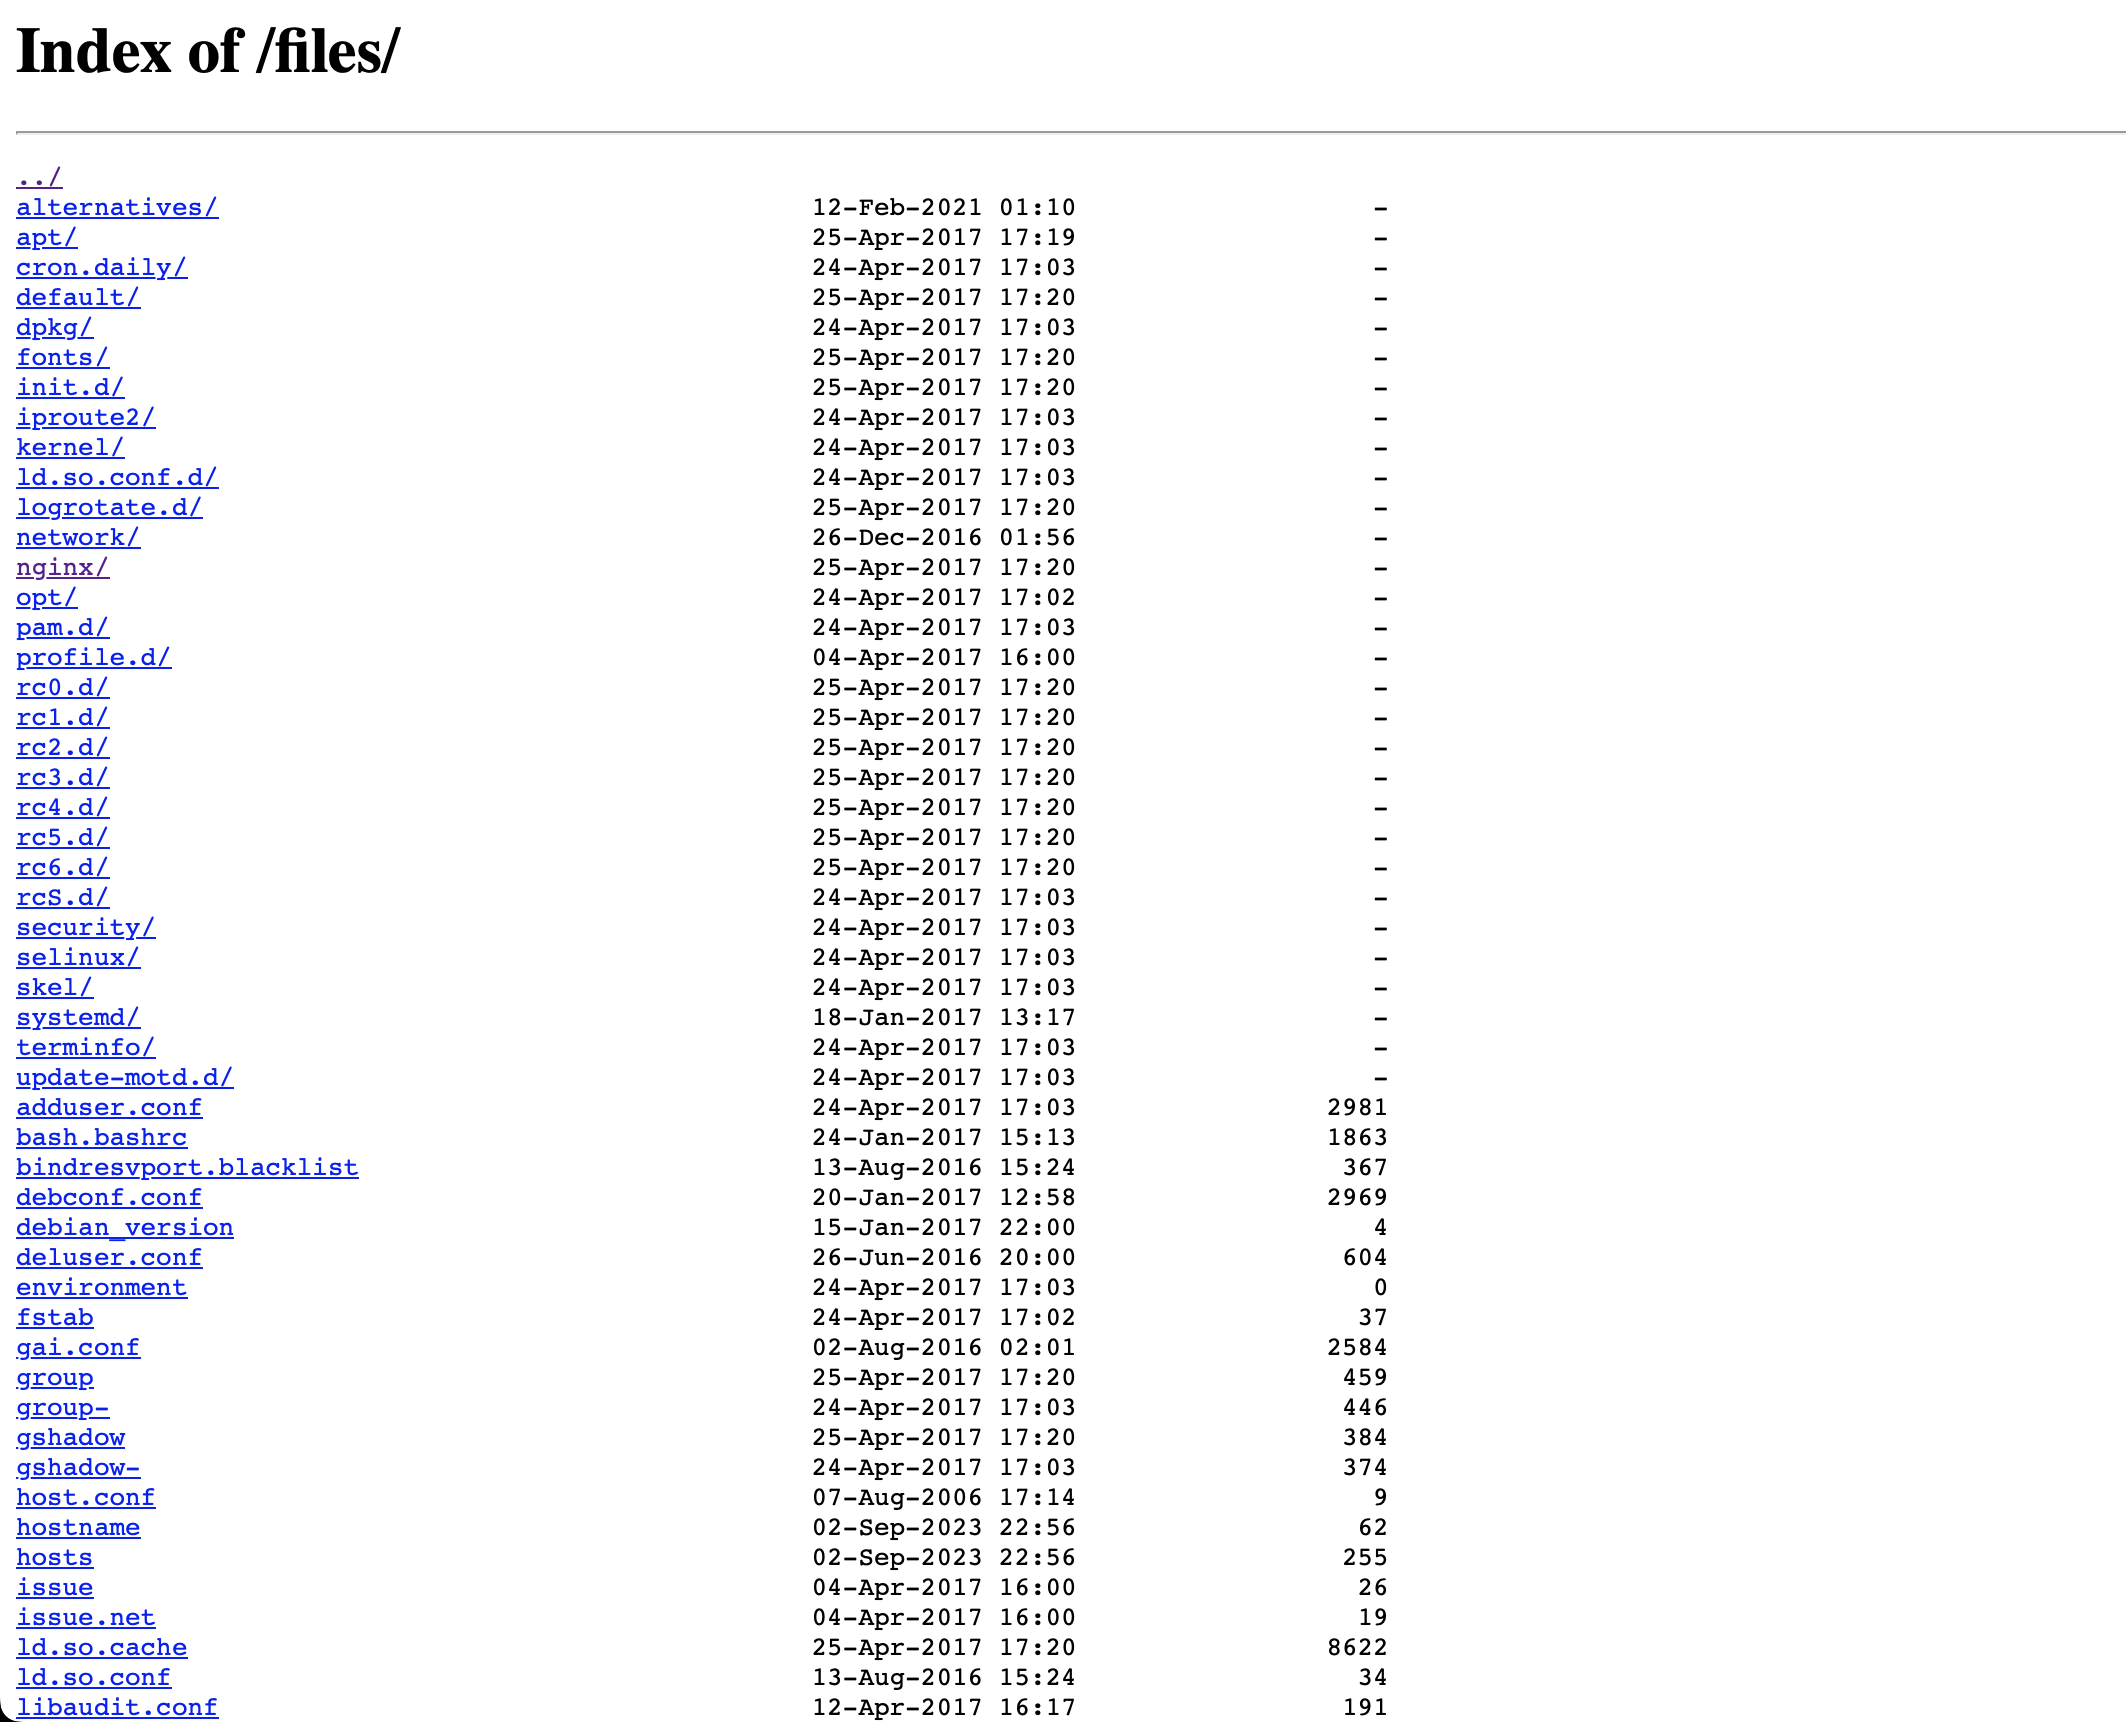 Index of /files/
../
alternatives/ 12-Feb-2021 01:10 -
apt/ 25-Apr-2017 17:19 -
cron.daily/ 24-Apr-2017 17:03 -
default/ 25-Apr-2017 17:20 -
dpkg/ 24-Apr-2017 17:03 -
fonts/ 25-Apr-2017 17:20 -
init.d/ 25-Apr-2017 17:20 -
iproute2/ 24-Apr-2017 17:03 -
kernel/ 24-Apr-2017 17:03 -
ld.so.conf.d/ 24-Apr-2017 17:03 -
logrotate.d/ 25-Apr-2017 17:20 -
network/ 26-Dec-2016 01:56 -
nginx/ 25-Apr-2017 17:20 -
opt/ 24-Apr-2017 17:02 -
pam.d/ 24-Apr-2017 17:03 -
profile.d/ 04-Apr-2017 16:00 -
rc0.d/ 25-Apr-2017 17:20 -
rc1.d/ 25-Apr-2017 17:20 -
rc2.d/ 25-Apr-2017 17:20 -
rc3.d/ 25-Apr-2017 17:20 -
rc4.d/ 25-Apr-2017 17:20 -
rc5.d/ 25-Apr-2017 17:20 -
rc6.d/ 25-Apr-2017 17:20 -
rcS.d/ 24-Apr-2017 17:03 -
security/ 24-Apr-2017 17:03 -
selinux/ 24-Apr-2017 17:03 -
skel/ 24-Apr-2017 17:03 -
systemd/ 18-Jan-2017 13:17 -
terminfo/ 24-Apr-2017 17:03 -
update-motd.d/ 24-Apr-2017 17:03 -
adduser.conf 24-Apr-2017 17:03 2981
bash.bashrc 24-Jan-2017 15:13 1863
bindresvport.blacklist 13-Aug-2016 15:24 367
debconf.conf 20-Jan-2017 12:58 2969
debian_version 15-Jan-2017 22:00 4
deluser.conf 26-Jun-2016 20:00 604
environment 24-Apr-2017 17:03 0
fstab 24-Apr-2017 17:02 37
gai.conf 02-Aug-2016 02:01 2584
group 25-Apr-2017 17:20 459
group- 24-Apr-2017 17:03 446
gshadow 25-Apr-2017 17:20 384
gshadow- 24-Apr-2017 17:03 374
host.conf 07-Aug-2006 17:14 9
hostname 02-Sep-2023 22:56 62
hosts 02-Sep-2023 22:56 255
issue 04-Apr-2017 16:00 26
issue.net 04-Apr-2017 16:00 19
ld.so.cache 25-Apr-2017 17:20 8622
ld.so.conf 13-Aug-2016 15:24 34
libaudit.conf 12-Apr-2017 16:17 191